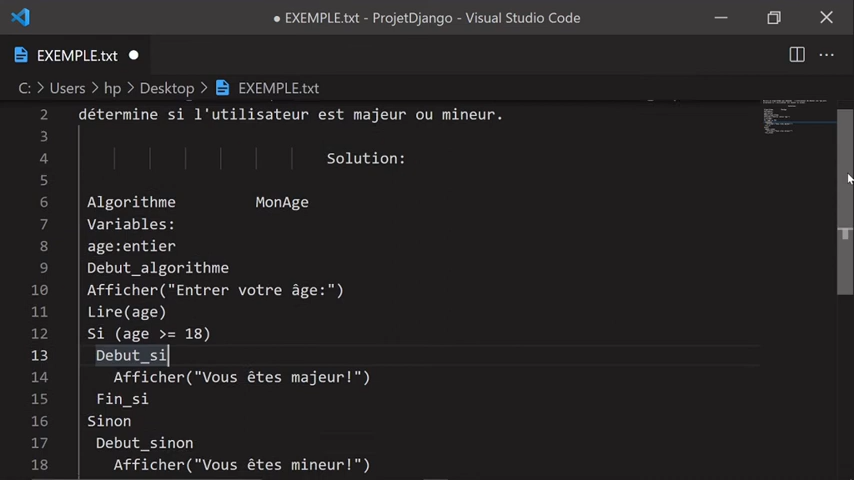 ● EXEMPLE.txt - ProjetDjango - Visual Studio Code
EXEMPLE.txt ●
C: > Users > hp > Desktop > EXEMPLE.txt
2 détermine si l'utilisateur est majeur ou mineur.
3
4 Solution:
5
6 Algorithme MonAge
7 Variables:
8 age:entier
9 Debut_algorithme
10 Afficher("Entrer votre âge:")
11 Lire(age)
12 Si (age >= 18)
13 Debut_si
14 Afficher("Vous êtes majeur!")
15 Fin_si
16 Sinon
17 Debut_sinon
18 Afficher("Vous êtes mineur!")